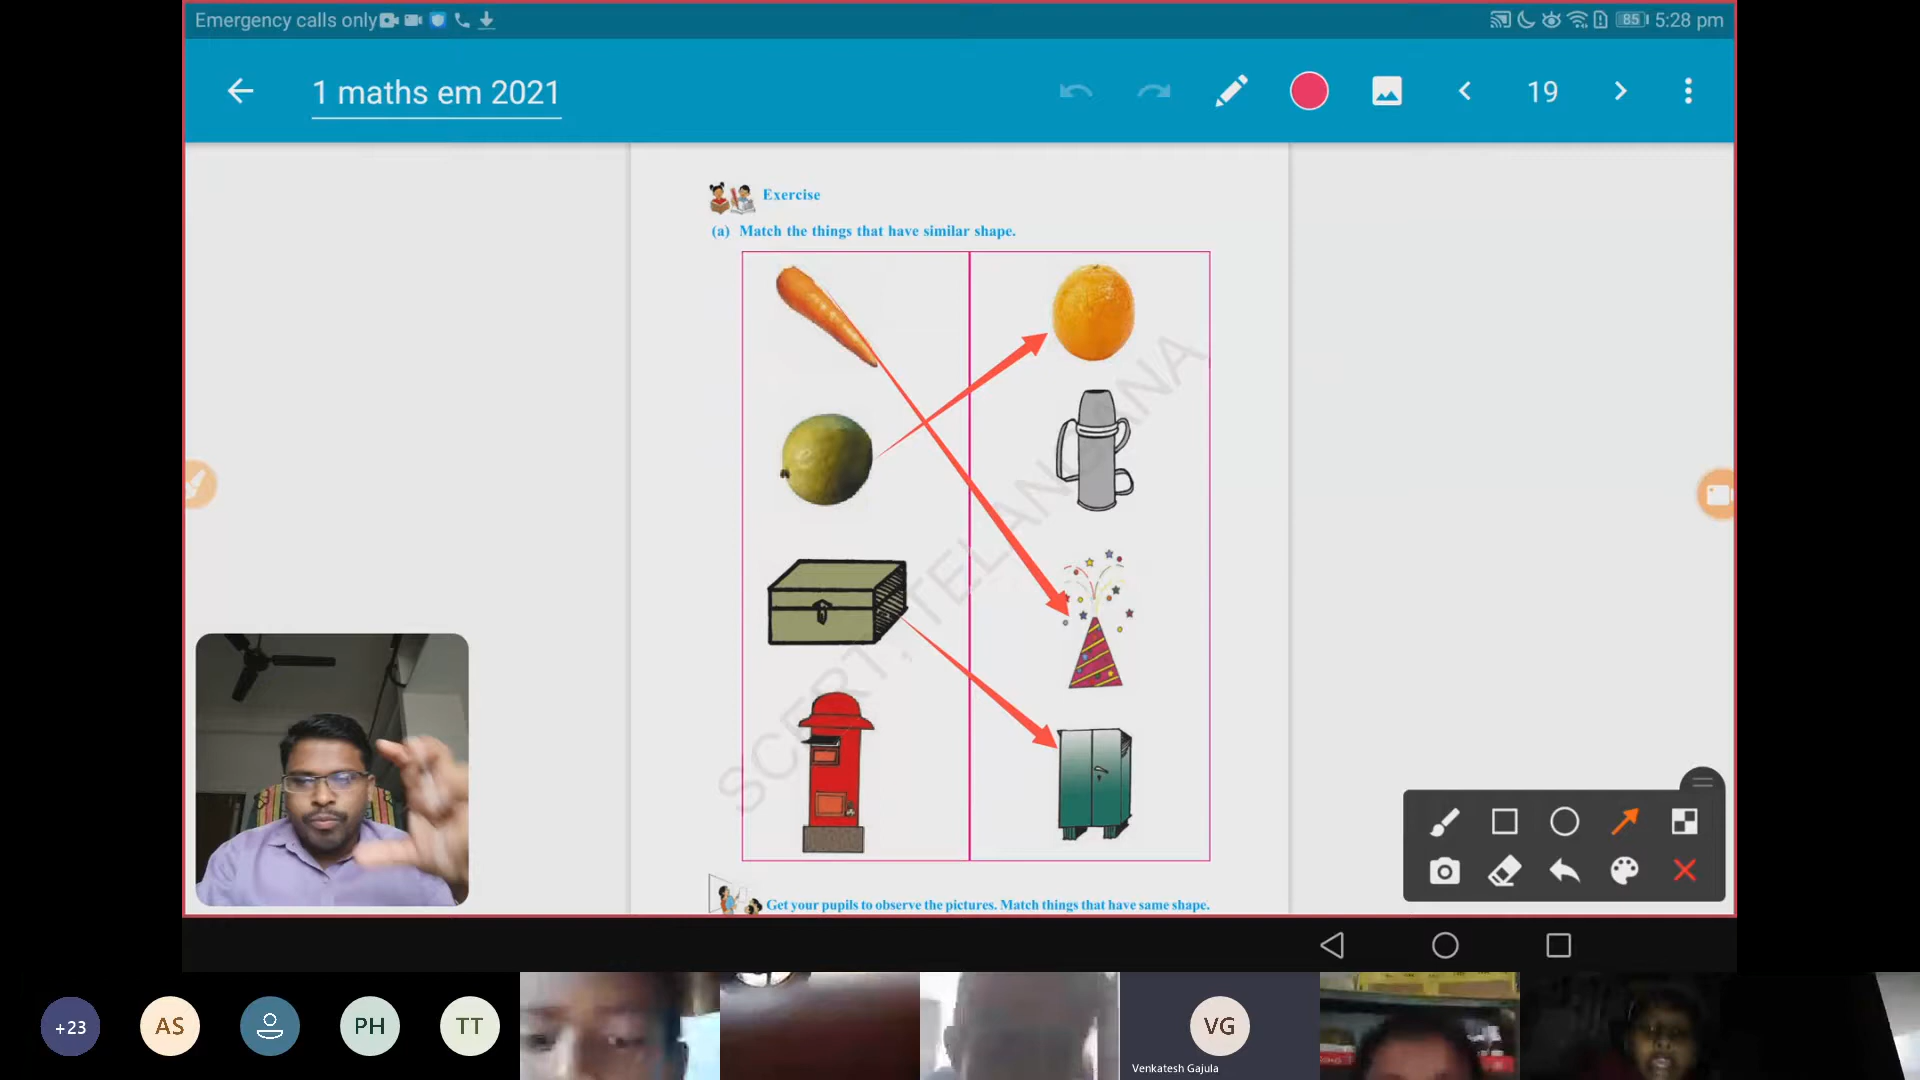 Emergency calls only
85 5:28 pm
1 maths em 2021
19
Exercise
(a) Match the things that have similar shape.
SCERT, TELANGANA
Get your pupils to observe the pictures. Match things that have same shape.
+23
AS
PH
TT
VG
Venkatesh Gajula